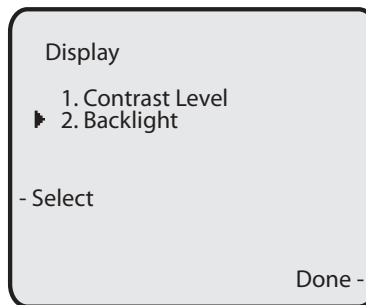 Display
1. Contrast Level
2. Backlight
- Select
Done -